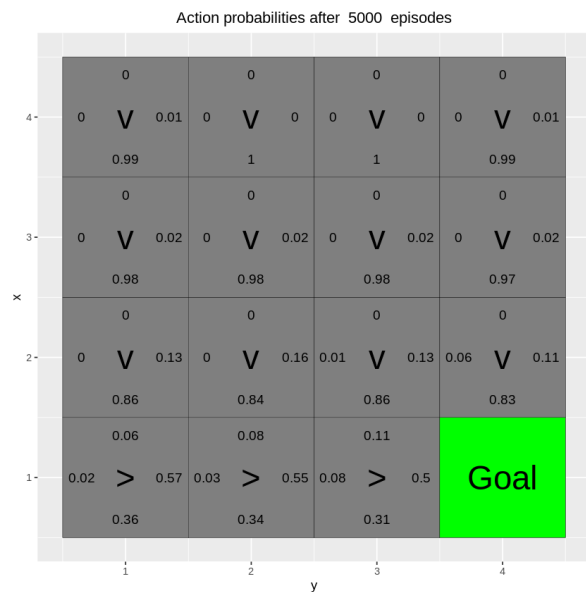 Action probabilities after  5000  episodes
0 0 0 0
4 0 V 0.01 0 V 0 0 V 0 0 V 0.01
0.99 1 1 0.99
0 0 0 0
3 0 V 0.02 0 V 0.02 0 V 0.02 0 V 0.02
0.98 0.98 0.98 0.97
x
0 0 0 0
2 0 V 0.13 0 V 0.16 0.01 V 0.13 0.06 V 0.11
0.86 0.84 0.86 0.83
0.06 0.08 0.11
1 0.02 > 0.57 0.03 > 0.55 0.08 > 0.5 Goal
0.36 0.34 0.31
1 2 3 4
y